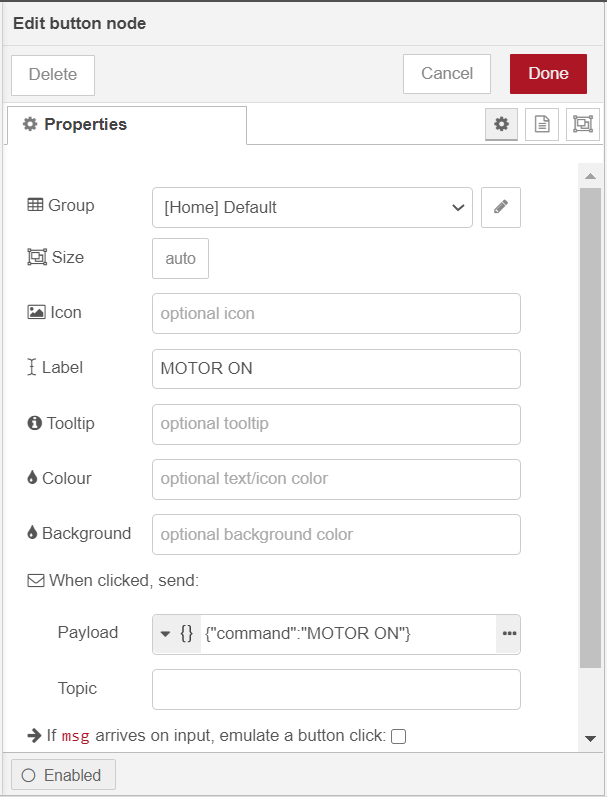 Edit button node
Delete Cancel Done
Properties
Group [Home] Default
Size auto
Icon optional icon
Label MOTOR ON
Tooltip optional tooltip
Colour optional text/icon color
Background optional background color
When clicked, send:
Payload {} {"command":"MOTOR ON"} •••
Topic
If msg arrives on input, emulate a button click:
Enabled